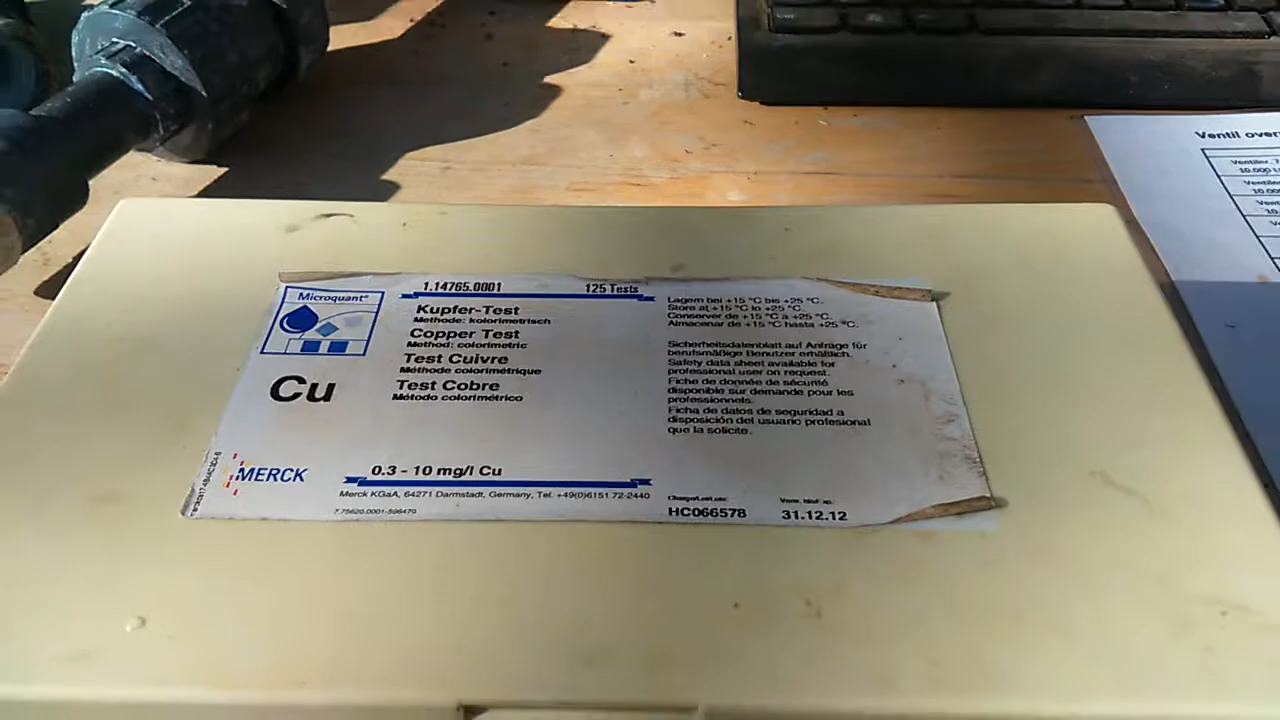 Ventil over
Microquant®
1.14765.0001 125 Tests
Kupfer-Test
Methode: kolorimetrisch
Copper Test
Method: colorimetric
Test Cuivre
Méthode colorimétrique
Test Cobre
Método colorimétrico
Cu
MERCK
0.3 - 10 mg/l Cu
Merck KGaA, 64271 Darmstadt, Germany, Tel. +49(0)6151 72-2440
Lagern bei +15 °C bis +25 °C.
Store at +15 °C to +25 °C.
Conserver de +15 °C à +25 °C.
Almacenar de +15 °C hasta +25 °C.
Sicherheitsdatenblatt auf Anfrage für
berufsmäßige Benutzer erhältlich.
Safety data sheet available for
professional user on request.
Fiche de donnée de sécurité
disponible sur demande pour les
professionnels.
Ficha de datos de seguridad a
disposición del usuario profesional
que la solicite.
HC066578
31.12.12